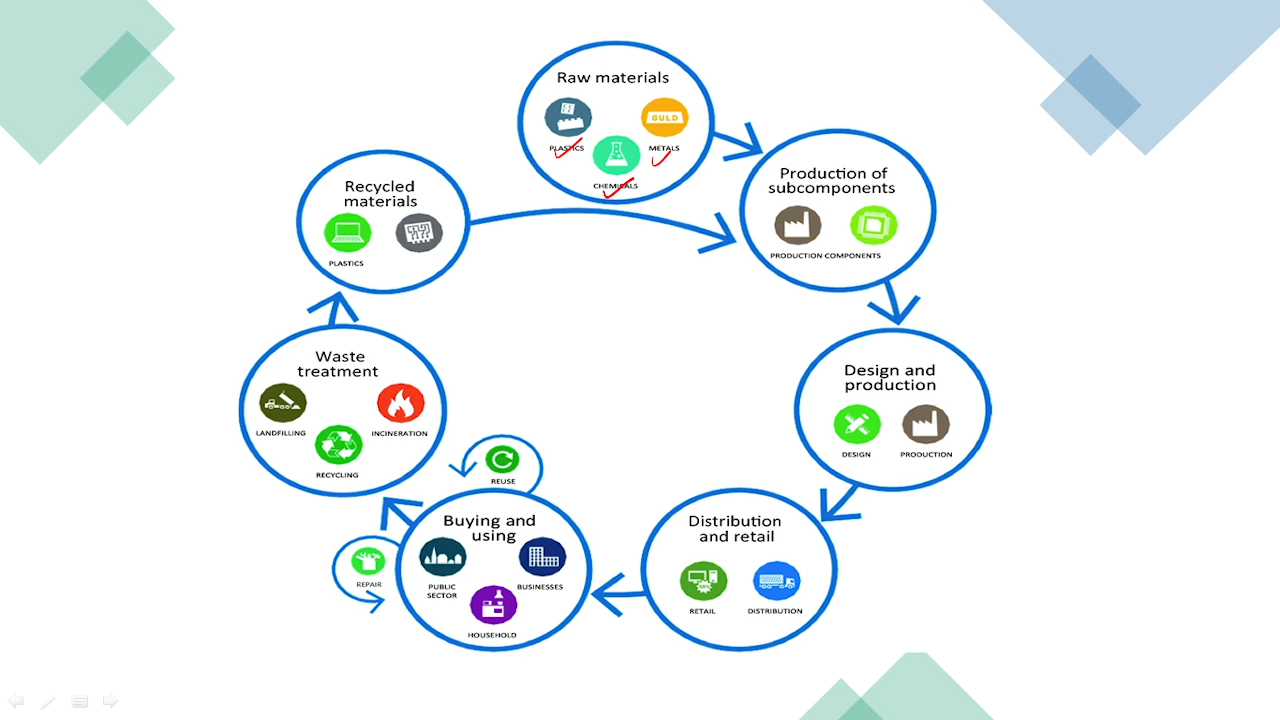 Raw materials
GULD
PLASTICS
METALS
CHEMICALS
Production of
subcomponents
PRODUCTION COMPONENTS
Design and
production
DESIGN
PRODUCTION
Distribution
and retail
RETAIL
DISTRIBUTION
Buying and
using
PUBLIC
SECTOR
BUSINESSES
HOUSEHOLD
REUSE
REPAIR
Waste
treatment
LANDFILLING
INCINERATION
RECYCLING
Recycled
materials
PLASTICS